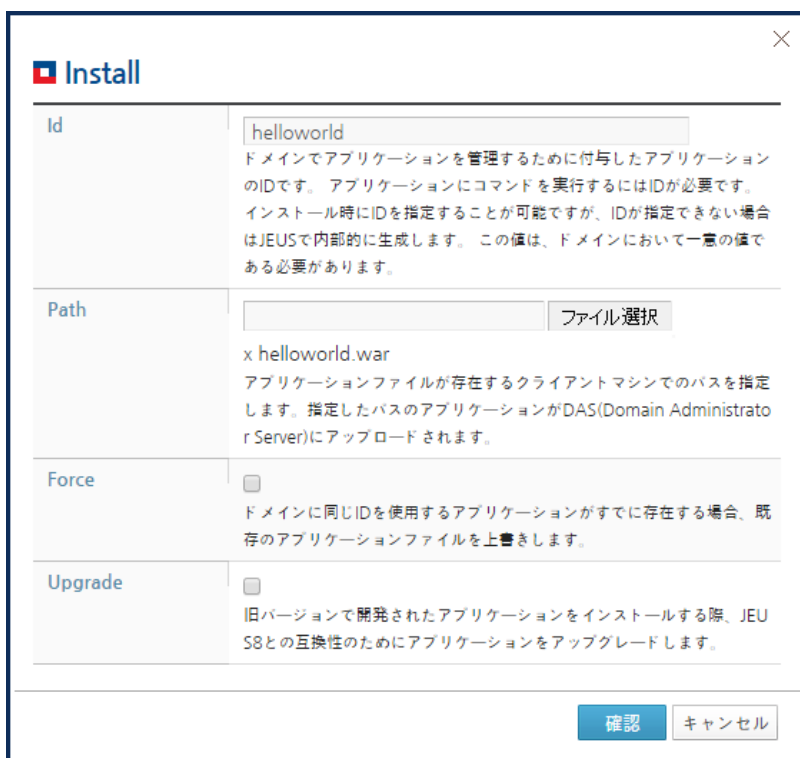 Install
Id
helloworld
ドメインでアプリケーションを管理するために付与したアプリケーション
のIDです。 アプリケーションにコマンドを実行するにはIDが必要です。
インストール時にIDを指定することが可能ですが、IDが指定できない場合
はJEUSで内部的に生成します。 この値は、ドメインにおいて一意の値で
ある必要があります。
Path
ファイル選択
x helloworld.war
アプリケーションファイルが存在するクライアントマシンでのパスを指定
します。指定したパスのアプリケーションがDAS(Domain Administrato
r Server)にアップロードされます。
Force
ドメインに同じIDを使用するアプリケーションがすでに存在する場合、既
存のアプリケーションファイルを上書きします。
Upgrade
旧バージョンで開発されたアプリケーションをインストールする際、JEU
S8との互換性のためにアプリケーションをアップグレードします。
確認
キャンセル